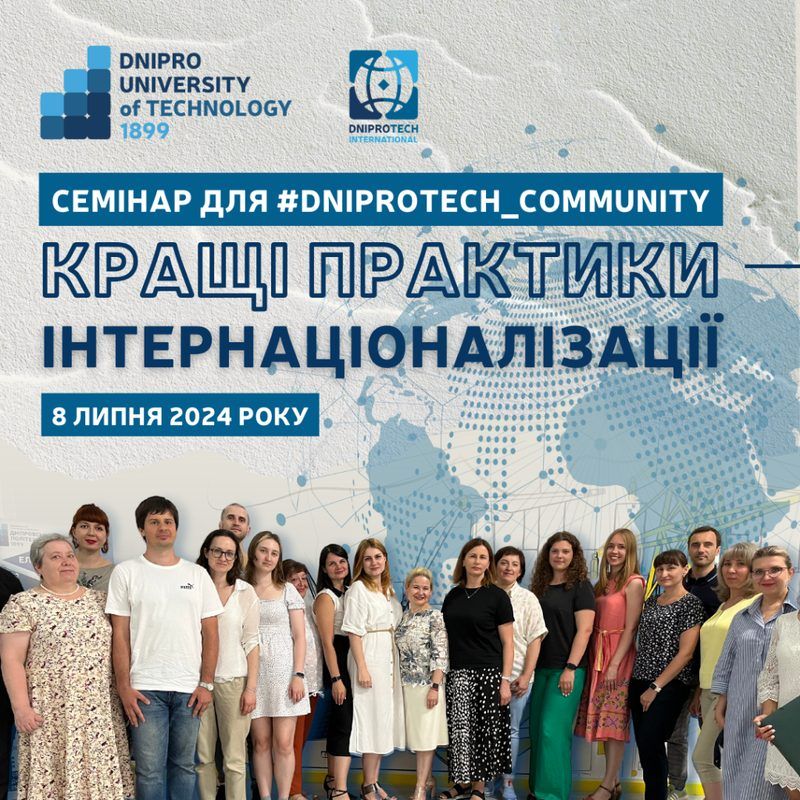 DNIPRO
UNIVERSITY
of TECHNOLOGY
1899
DNIPROTECH
INTERNATIONAL
СЕМІНАР ДЛЯ #DNIPROTECH_COMMUNITY
КРАЩІ ПРАКТИКИ
ІНТЕРНАЦІОНАЛІЗАЦІЇ
8 ЛИПНЯ 2024 РОКУ